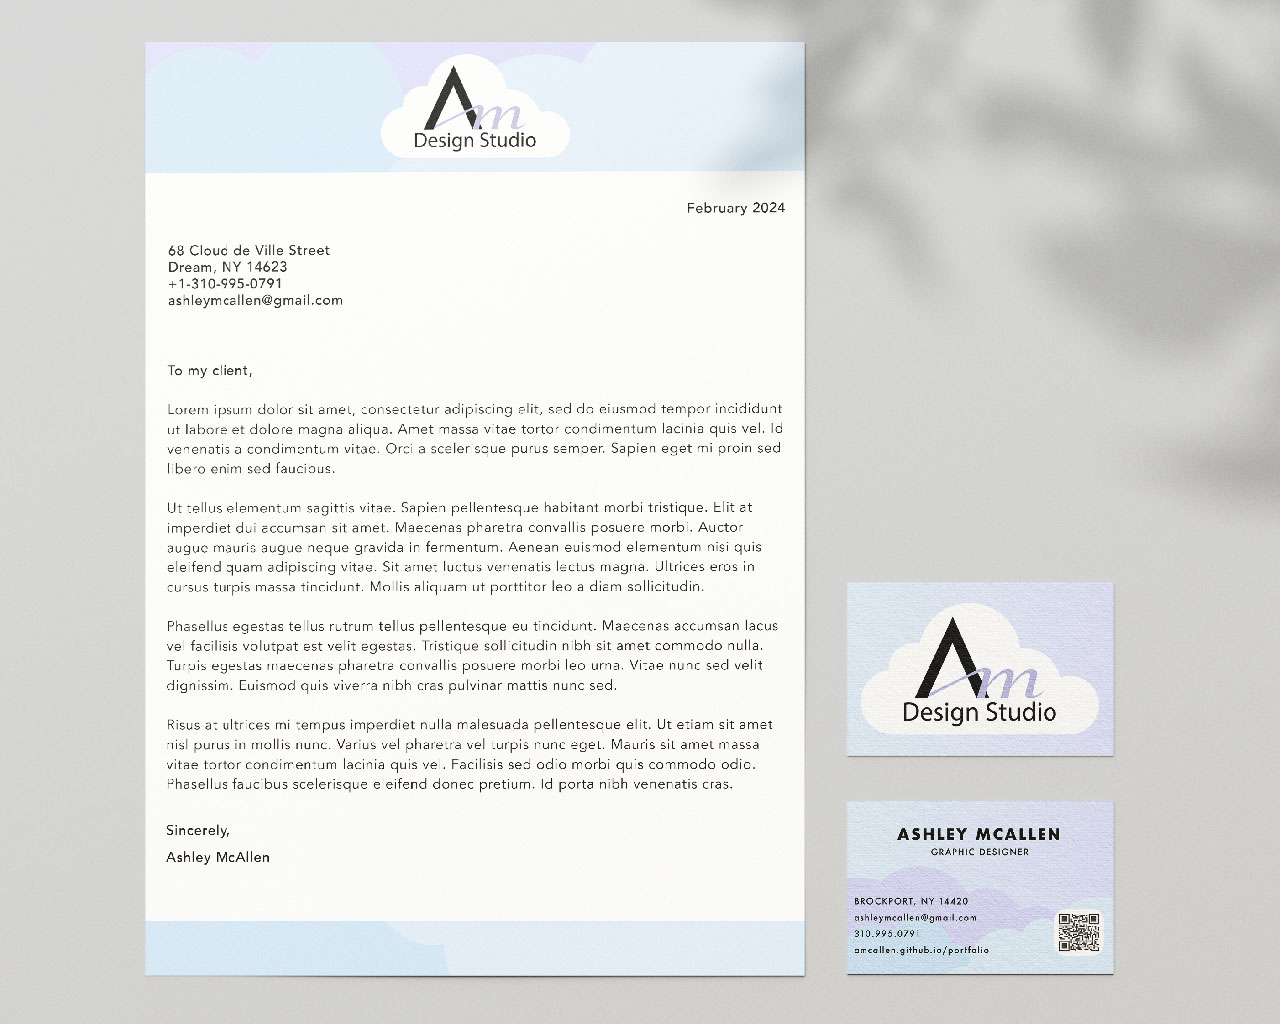 Am
Design Studio
February 2024
68 Cloud de Ville Street
Dream, NY 14623
+1-310-995-0791
ashleymcallen@gmail.com
To my client,
Lorem ipsum dolor sit amet, consectetur adipiscing elit, sed do eiusmod tempor incididunt
ut labore et dolore magna aliqua. Amet massa vitae tortor condimentum lacinia quis vel. Id
venenatis a condimentum vitae. Orci a scelerisque purus semper. Sapien eget mi proin sed
libero enim sed faucibus.
Ut tellus elementum sagittis vitae. Sapien pellentesque habitant morbi tristique. Elit at
imperdiet dui accumsan sit amet. Maecenas pharetra convallis posuere morbi. Auctor
augue mauris augue neque gravida in fermentum. Aenean euismod elementum nisi quis
eleifend quam adipiscing vitae. Sit amet luctus venenatis lectus magna. Ultrices eros in
cursus turpis massa tincidunt. Mollis aliquam ut porttitor leo a diam sollicitudin.
Phasellus egestas tellus rutrum tellus pellentesque eu tincidunt. Maecenas accumsan lacus
vel facilisis volutpat est velit egestas. Tristique sollicitudin nibh sit amet commodo nulla.
Turpis egestas maecenas pharetra convallis posuere morbi leo urna. Vitae nunc sed velit
dignissim. Euismod quis viverra nibh cras pulvinar mattis nunc sed.
Risus at ultrices mi tempus imperdiet nulla malesuada pellentesque elit. Ut etiam sit amet
nisl purus in mollis nunc. Varius vel pharetra vel turpis nunc eget. Mauris sit amet massa
vitae tortor condimentum lacinia quis vel. Facilisis sed odio morbi quis commodo odio.
Phasellus faucibus scelerisque eleifend donec pretium. Id porta nibh venenatis cras.
Sincerely,
Ashley McAllen
Am
Design Studio
ASHLEY MCALLEN
GRAPHIC DESIGNER
BROCKPORT, NY 14420
ashleymcallen@gmail.com
310.995.0791
amcallen.github.io/portfolio